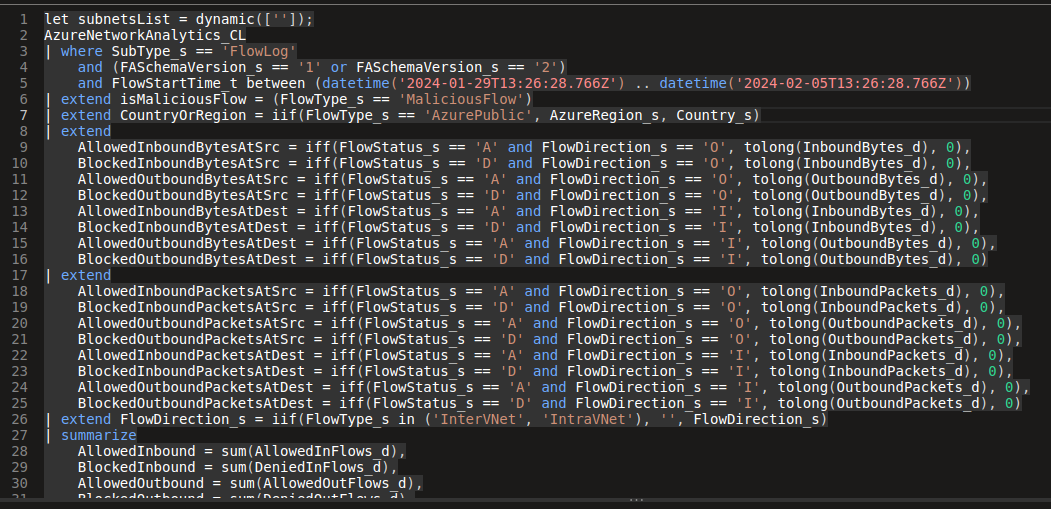 1 let subnetsList = dynamic(['']);
2 AzureNetworkAnalytics_CL
3 | where SubType_s == 'FlowLog'
4 and (FASchemaVersion_s == '1' or FASchemaVersion_s == '2')
5 and FlowStartTime_t between (datetime('2024-01-29T13:26:28.766Z') .. datetime('2024-02-05T13:26:28.766Z'))
6 | extend isMaliciousFlow = (FlowType_s == 'MaliciousFlow')
7 | extend CountryOrRegion = iif(FlowType_s == 'AzurePublic', AzureRegion_s, Country_s)
8 | extend
9 AllowedInboundBytesAtSrc = iff(FlowStatus_s == 'A' and FlowDirection_s == 'O', tolong(InboundBytes_d), 0),
10 BlockedInboundBytesAtSrc = iff(FlowStatus_s == 'D' and FlowDirection_s == 'O', tolong(InboundBytes_d), 0),
11 AllowedOutboundBytesAtSrc = iff(FlowStatus_s == 'A' and FlowDirection_s == 'O', tolong(OutboundBytes_d), 0),
12 BlockedOutboundBytesAtSrc = iff(FlowStatus_s == 'D' and FlowDirection_s == 'O', tolong(OutboundBytes_d), 0),
13 AllowedInboundBytesAtDest = iff(FlowStatus_s == 'A' and FlowDirection_s == 'I', tolong(InboundBytes_d), 0),
14 BlockedInboundBytesAtDest = iff(FlowStatus_s == 'D' and FlowDirection_s == 'I', tolong(InboundBytes_d), 0),
15 AllowedOutboundBytesAtDest = iff(FlowStatus_s == 'A' and FlowDirection_s == 'I', tolong(OutboundBytes_d), 0),
16 BlockedOutboundBytesAtDest = iff(FlowStatus_s == 'D' and FlowDirection_s == 'I', tolong(OutboundBytes_d), 0)
17 | extend
18 AllowedInboundPacketsAtSrc = iff(FlowStatus_s == 'A' and FlowDirection_s == 'O', tolong(InboundPackets_d), 0),
19 BlockedInboundPacketsAtSrc = iff(FlowStatus_s == 'D' and FlowDirection_s == 'O', tolong(InboundPackets_d), 0),
20 AllowedOutboundPacketsAtSrc = iff(FlowStatus_s == 'A' and FlowDirection_s == 'O', tolong(OutboundPackets_d), 0),
21 BlockedOutboundPacketsAtSrc = iff(FlowStatus_s == 'D' and FlowDirection_s == 'O', tolong(OutboundPackets_d), 0),
22 AllowedInboundPacketsAtDest = iff(FlowStatus_s == 'A' and FlowDirection_s == 'I', tolong(InboundPackets_d), 0),
23 BlockedInboundPacketsAtDest = iff(FlowStatus_s == 'D' and FlowDirection_s == 'I', tolong(InboundPackets_d), 0),
24 AllowedOutboundPacketsAtDest = iff(FlowStatus_s == 'A' and FlowDirection_s == 'I', tolong(OutboundPackets_d), 0),
25 BlockedOutboundPacketsAtDest = iff(FlowStatus_s == 'D' and FlowDirection_s == 'I', tolong(OutboundPackets_d), 0)
26 | extend FlowDirection_s = iif(FlowType_s in ('InterVNet', 'IntraVNet'), '', FlowDirection_s)
27 | summarize
28 AllowedInbound = sum(AllowedInFlows_d),
29 BlockedInbound = sum(DeniedInFlows_d),
30 AllowedOutbound = sum(AllowedOutFlows_d),
31 BlockedOutbound = sum(DeniedOutFlows_d)